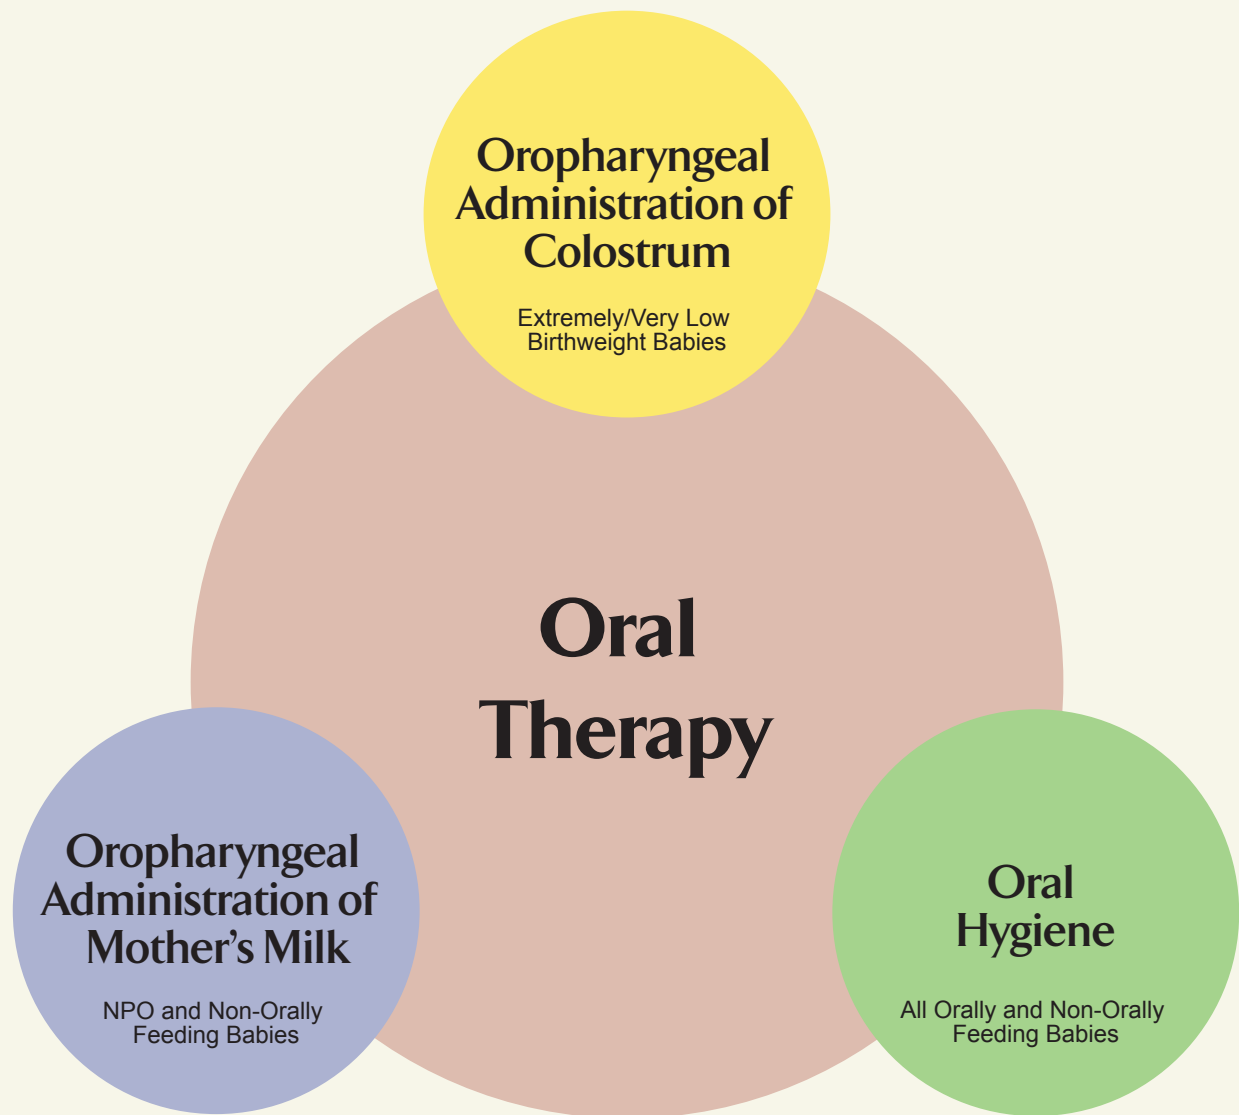 Oropharyngeal
Administration of
Colostrum
Extremely/Very Low
Birthweight Babies
Oral
Therapy
Oropharyngeal
Administration of
Mother’s Milk
NPO and Non-Orally
Feeding Babies
Oral
Hygiene
All Orally and Non-Orally
Feeding Babies